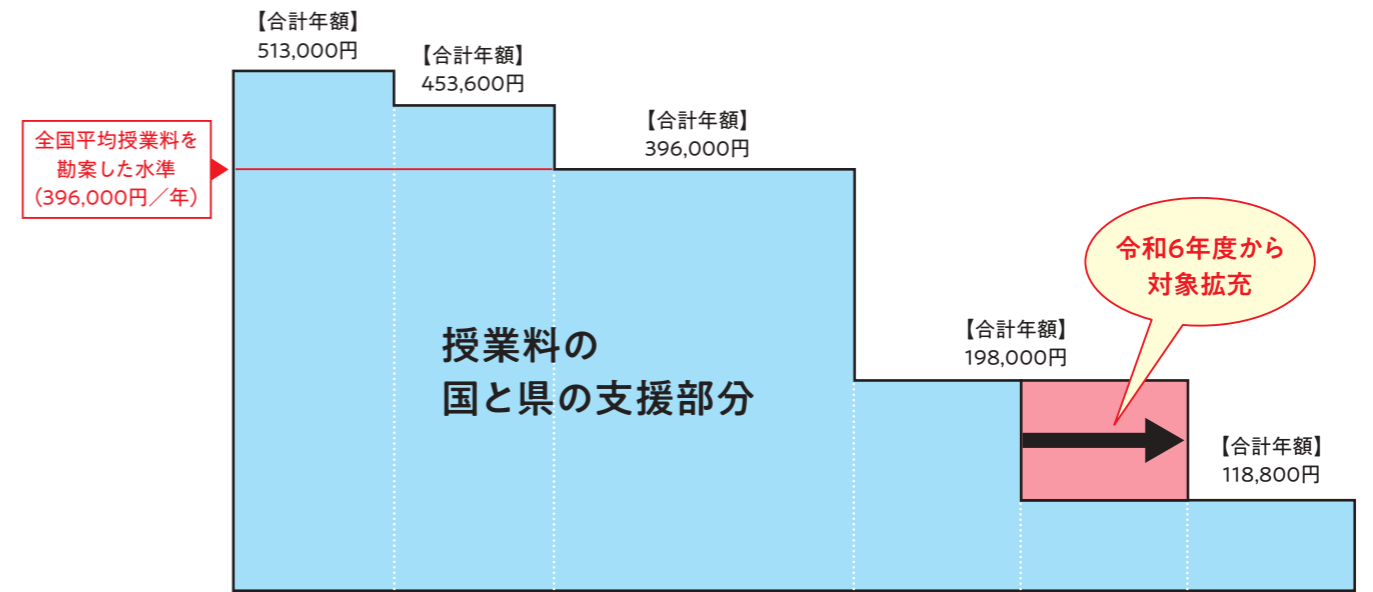 【合計年額】
513,000円
【合計年額】
453,600円
全国平均授業料を
勘案した水準
（396,000円／年）
【合計年額】
396,000円
令和6年度から
対象拡充
授業料の
国と県の支援部分
【合計年額】
198,000円
【合計年額】
118,800円